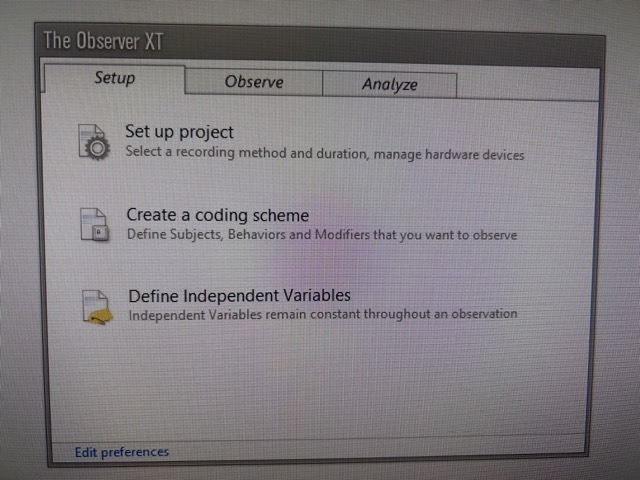 The Observer XT
Setup
Observe
Analyze
Set up project
Select a recording method and duration, manage hardware devices
Create a coding scheme
Define Subjects, Behaviors and Modifiers that you want to observe
Define Independent Variables
Independent Variables remain constant throughout an observation
Edit preferences